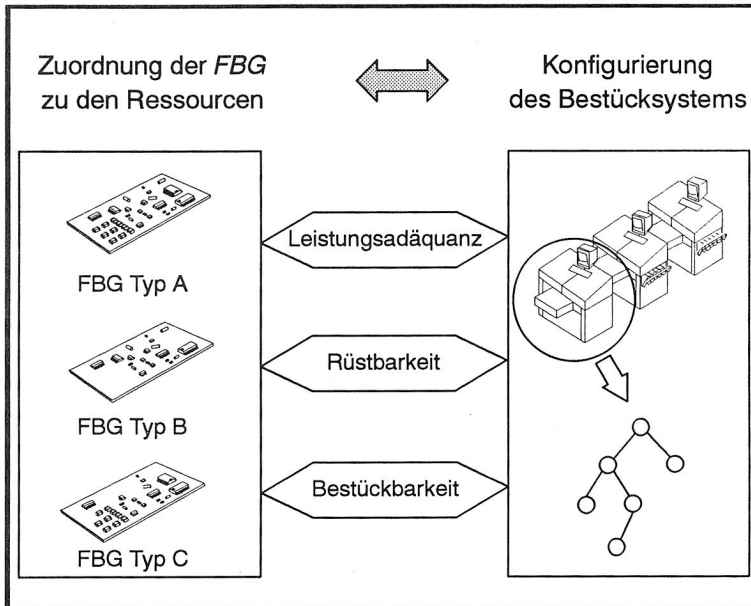 Zuordnung der FBG
zu den Ressourcen
Konfigurierung
des Bestücksystems
FBG Typ A
FBG Typ B
FBG Typ C
Leistungsadäquanz
Rüstbarkeit
Bestückbarkeit